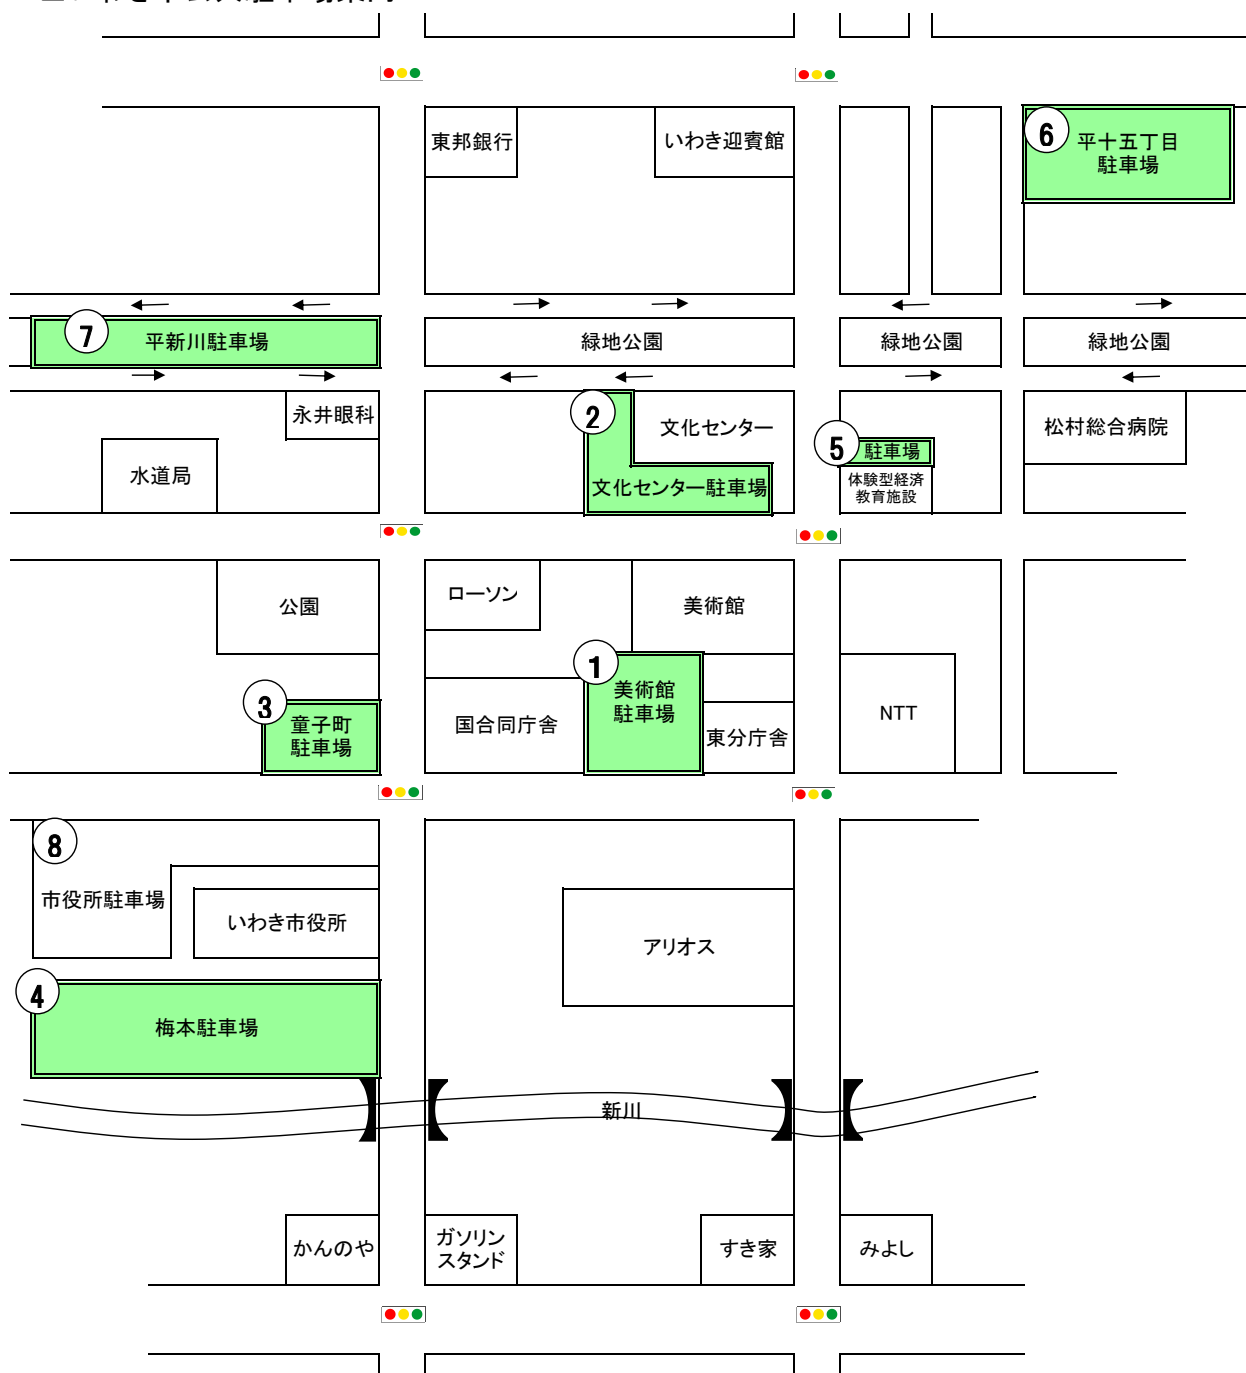 東邦銀行
いわき迎賓館
6
平十五丁目
駐車場
7
平新川駐車場
緑地公園
緑地公園
緑地公園
永井眼科
水道局
2
文化センター
文化センター駐車場
5
駐車場
体験型経済
教育施設
松村総合病院
公園
ローソン
美術館
1
美術館
駐車場
3
童子町
駐車場
国合同庁舎
東分庁舎
NTT
8
市役所駐車場
いわき市役所
アリオス
4
梅本駐車場
新川
かんのや
ガソリン
スタンド
すき家
みよし